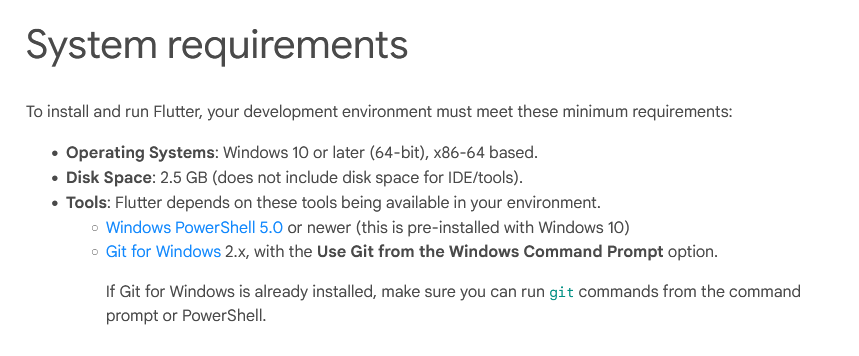 System requirements
To install and run Flutter, your development environment must meet these minimum requirements:
• Operating Systems: Windows 10 or later (64-bit), x86-64 based.
• Disk Space: 2.5 GB (does not include disk space for IDE/tools).
• Tools: Flutter depends on these tools being available in your environment.
○ Windows PowerShell 5.0 or newer (this is pre-installed with Windows 10)
○ Git for Windows 2.x, with the Use Git from the Windows Command Prompt option.
If Git for Windows is already installed, make sure you can run git commands from the command
prompt or PowerShell.